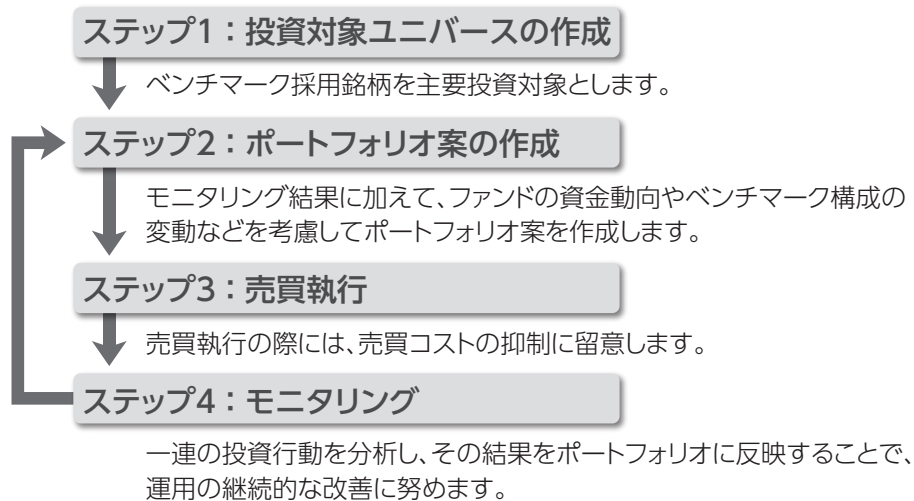 ステップ1：投資対象ユニバースの作成
ベンチマーク採用銘柄を主要投資対象とします。
ステップ2：ポートフォリオ案の作成
モニタリング結果に加えて、ファンドの資金動向やベンチマーク構成の
変動などを考慮してポートフォリオ案を作成します。
ステップ3：売買執行
売買執行の際には、売買コストの抑制に留意します。
ステップ4：モニタリング
一連の投資行動を分析し、その結果をポートフォリオに反映することで、
運用の継続的な改善に努めます。